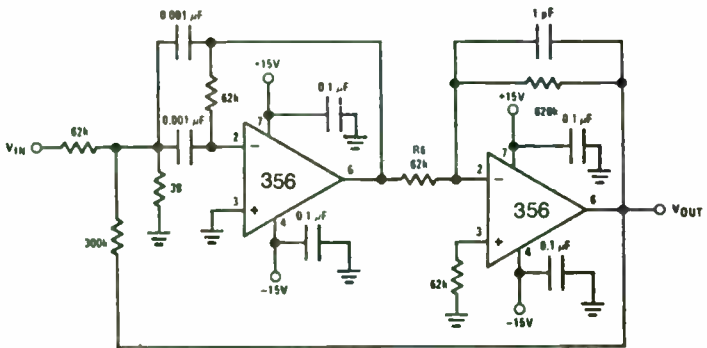 0.001 µF
1 pF
+15V
0.1 µF
62k
0.001 µF
+15V
620k
0.1 µF
V_IN
62k
7
2
−
356
6
R6
62k
7
2
−
356
6
V_OUT
39
3
+
4
0.1 µF
300k
−15V
3
+
4
0.1 µF
62k
−15V